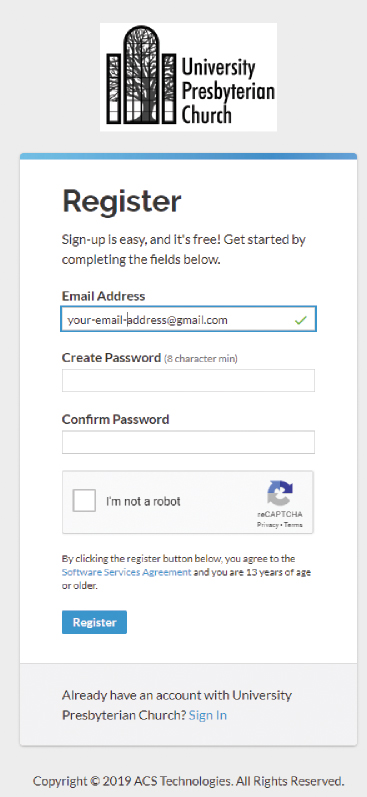 University
Presbyterian
Church
Register
Sign-up is easy, and it's free! Get started by
completing the fields below.
Email Address
your-email-address@gmail.com
Create Password (8 character min)
Confirm Password
I'm not a robot
reCAPTCHA
Privacy • Terms
By clicking the register button below, you agree to the
Software Services Agreement and you are 13 years of age
or older.
Register
Already have an account with University
Presbyterian Church? Sign In
Copyright © 2019 ACS Technologies. All Rights Reserved.